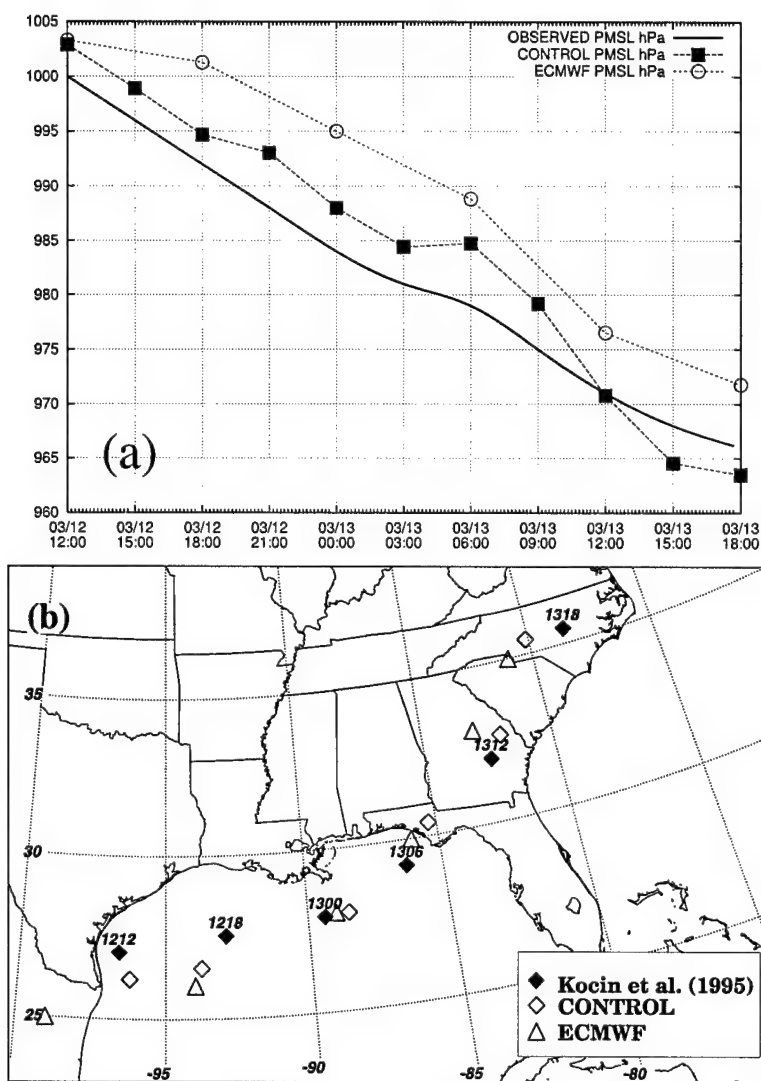 1005
1000
995
990
985
980
975
970
965
960
OBSERVED PMSL hPa
CONTROL PMSL hPa
ECMWF PMSL hPa
(a)
03/12 03/12 03/12 03/12 03/13 03/13 03/13 03/13 03/13 03/13 03/13
12:00 15:00 18:00 21:00 00:00 03:00 06:00 09:00 12:00 15:00 18:00
(b)
1318
35
1312
30
1306
1300
1218
1212
25
Kocin et al. (1995)
CONTROL
ECMWF
-95
-90
-85
-80